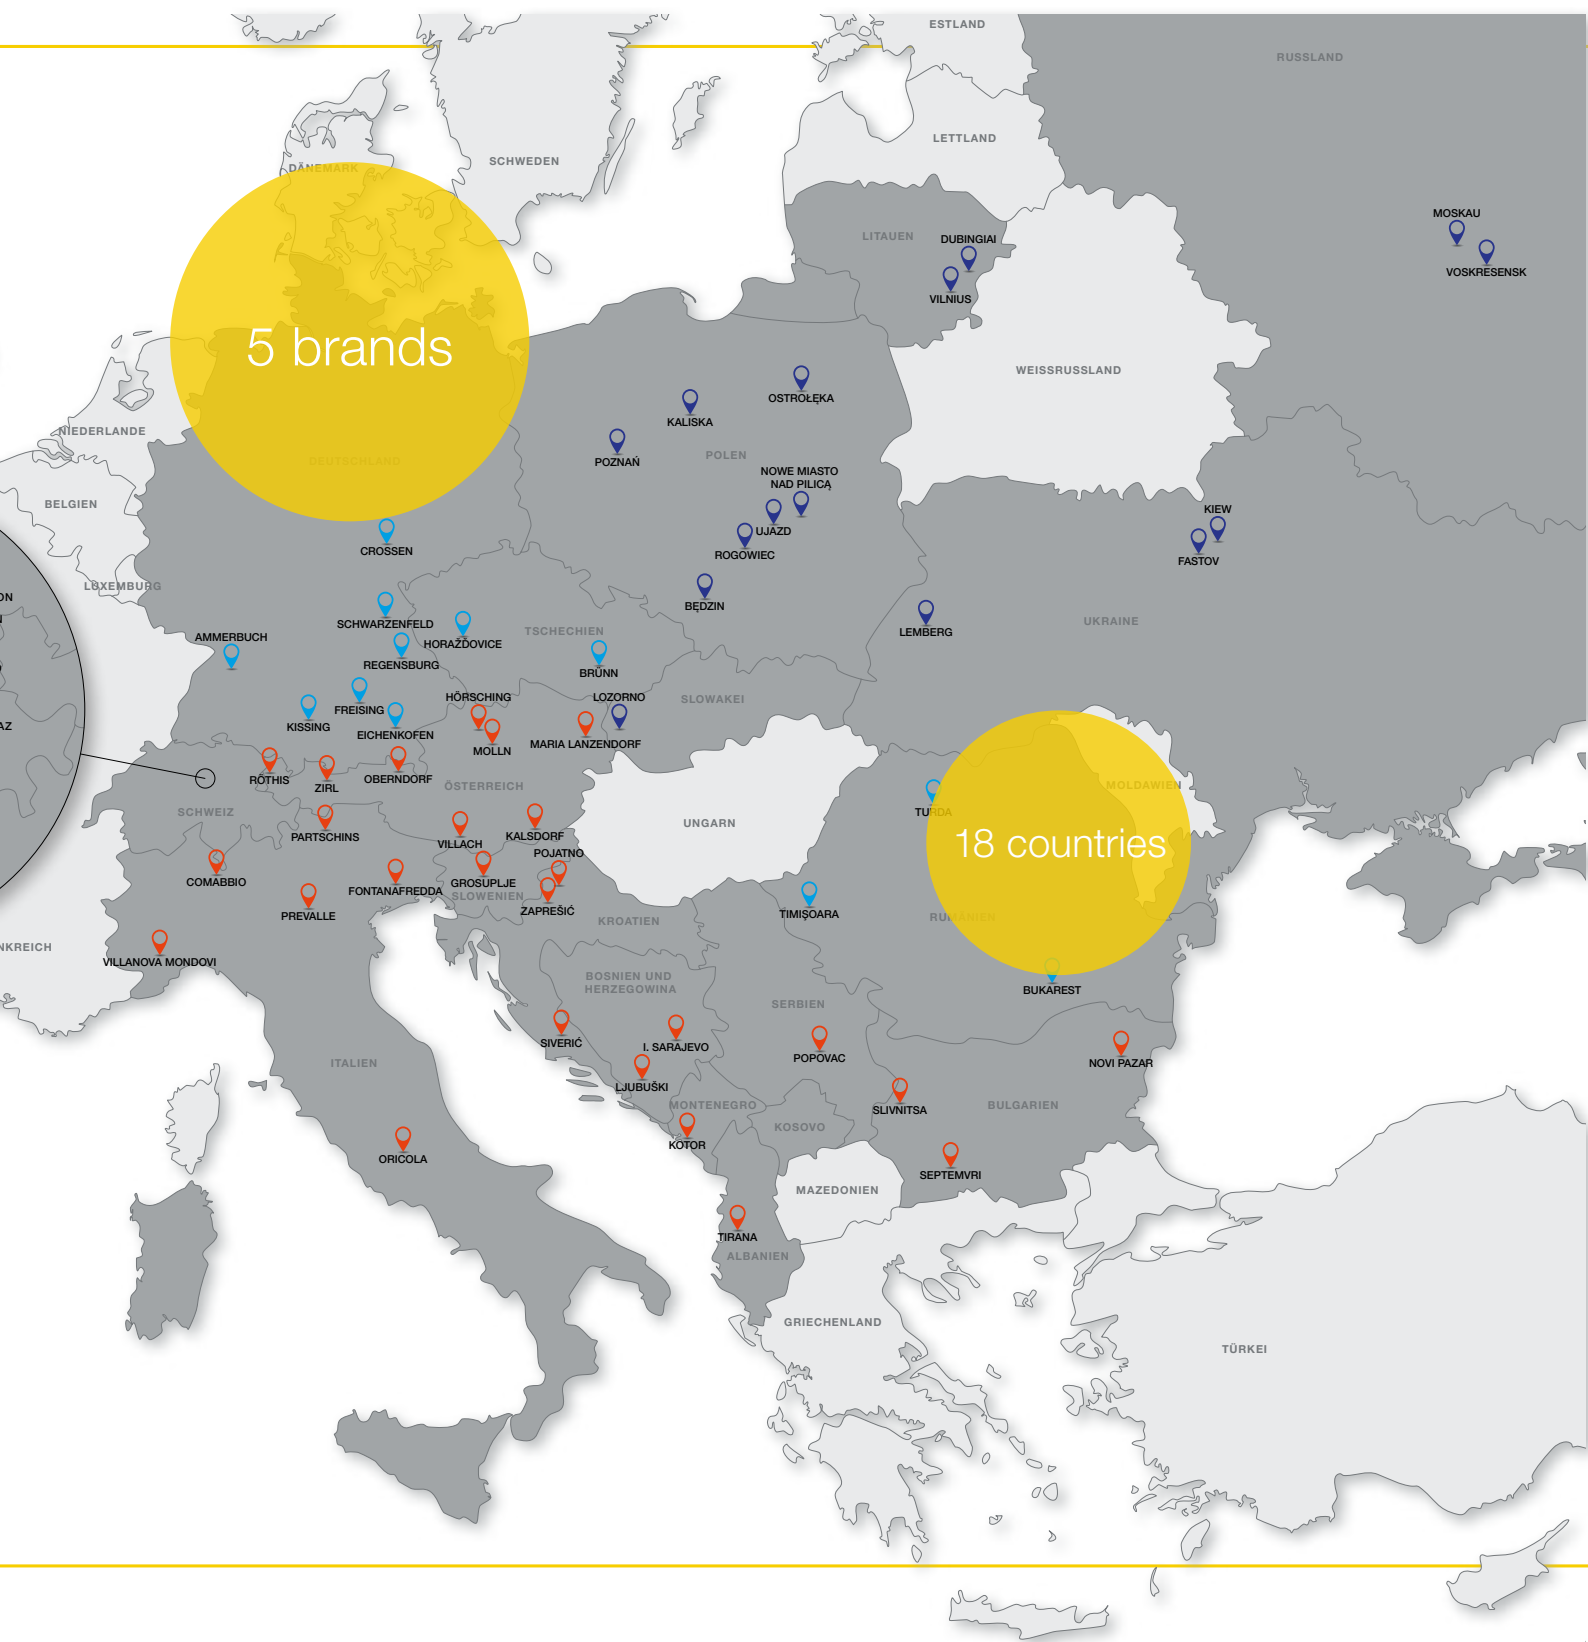 ESTLAND
RUSSLAND
LETTLAND
SCHWEDEN
DÄNEMARK
MOSKAU
LITAUEN
DUBINGIAI
VOSKRESENSK
VILNIUS
5 brands
WEISSRUSSLAND
OSTROŁĘKA
KALISKA
NIEDERLANDE
POLEN
DEUTSCHLAND
POZNAŃ
NOWE MIASTO
NAD PILICĄ
BELGIEN
KIEW
UJAZD
CROSSEN
ROGOWIEC
FASTOV
LUXEMBURG
BĘDZIN
ON
SCHWARZENFELD
UKRAINE
TSCHECHIEN
LEMBERG
AMMERBUCH
HORAŽDOVICE
REGENSBURG
BRÜNN
HÖRSCHING
LOZORNO
SLOWAKEI
FREISING
AZ
KISSING
EICHENKOFEN
MOLLN
MARIA LANZENDORF
RÖTHIS
OBERNDORF
ZIRL
ÖSTERREICH
MOLDAWIEN
SCHWEIZ
TURDA
UNGARN
PARTSCHINS
KALSDORF
VILLACH
18 countries
POJATNO
COMABBIO
GROSUPLJE
FONTANAFREDDA
SLOWENIEN
ZAPREŠIĆ
PREVALLE
TIMIȘOARA
RUMÄNIEN
KROATIEN
NKREICH
VILLANOVA MONDOVI
BOSNIEN UND
HERZEGOWINA
BUKAREST
SERBIEN
SIVERIĆ
I. SARAJEVO
POPOVAC
ITALIEN
NOVI PAZAR
LJUBUŠKI
MONTENEGRO
BULGARIEN
SLIVNITSA
KOSOVO
KOTOR
ORICOLA
SEPTEMVRI
MAZEDONIEN
TIRANA
ALBANIEN
GRIECHENLAND
TÜRKEI